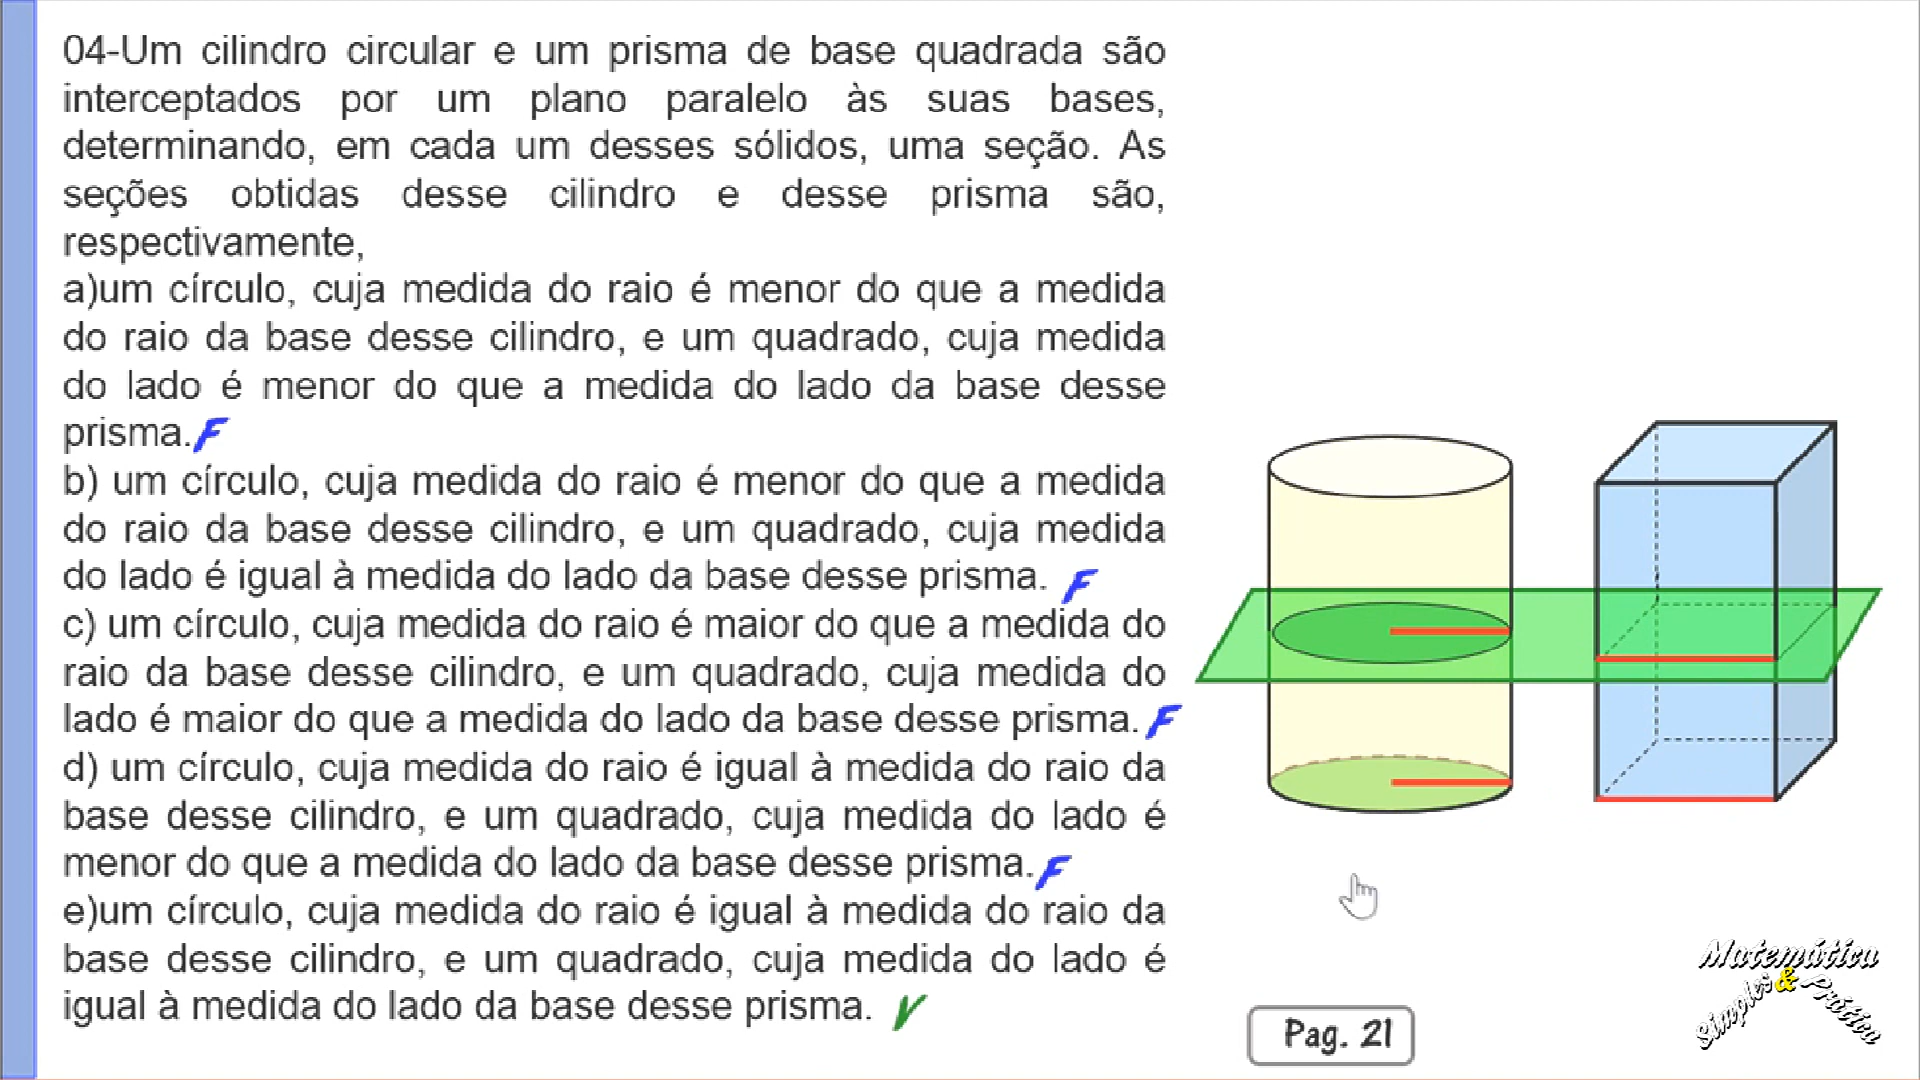 04-Um cilindro circular e um prisma de base quadrada são
interceptados por um plano paralelo às suas bases,
determinando, em cada um desses sólidos, uma seção. As
seções obtidas desse cilindro e desse prisma são,
respectivamente,
a)um círculo, cuja medida do raio é menor do que a medida
do raio da base desse cilindro, e um quadrado, cuja medida
do lado é menor do que a medida do lado da base desse
prisma. F
b) um círculo, cuja medida do raio é menor do que a medida
do raio da base desse cilindro, e um quadrado, cuja medida
do lado é igual à medida do lado da base desse prisma. F
c) um círculo, cuja medida do raio é maior do que a medida do
raio da base desse cilindro, e um quadrado, cuja medida do
lado é maior do que a medida do lado da base desse prisma. F
d) um círculo, cuja medida do raio é igual à medida do raio da
base desse cilindro, e um quadrado, cuja medida do lado é
menor do que a medida do lado da base desse prisma. F
e)um círculo, cuja medida do raio é igual à medida do raio da
base desse cilindro, e um quadrado, cuja medida do lado é
igual à medida do lado da base desse prisma. V
Pag. 21
Matemática
Simples & Prática